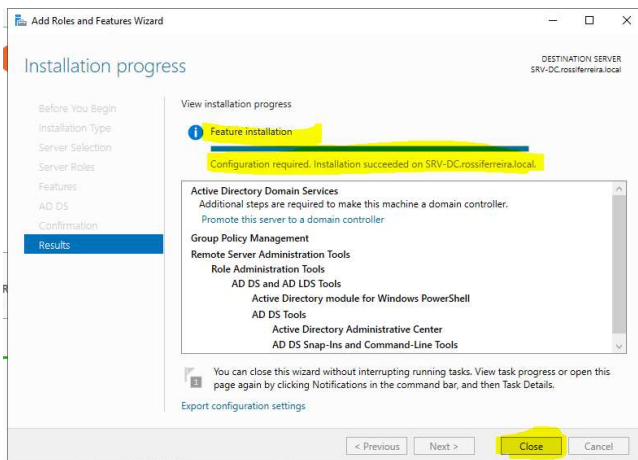 Add Roles and Features Wizard
Installation progress
DESTINATION SERVER
SRV-DC.rossiferreira.local
Before You Begin
Installation Type
Server Selection
Server Roles
Features
AD DS
Confirmation
Results
View installation progress
Feature installation
Configuration required. Installation succeeded on SRV-DC.rossiferreira.local.
Active Directory Domain Services
Additional steps are required to make this machine a domain controller.
Promote this server to a domain controller
Group Policy Management
Remote Server Administration Tools
Role Administration Tools
AD DS and AD LDS Tools
Active Directory module for Windows PowerShell
AD DS Tools
Active Directory Administrative Center
AD DS Snap-Ins and Command-Line Tools
1
You can close this wizard without interrupting running tasks. View task progress or open this
page again by clicking Notifications in the command bar, and then Task Details.
Export configuration settings
< Previous
Next >
Close
Cancel